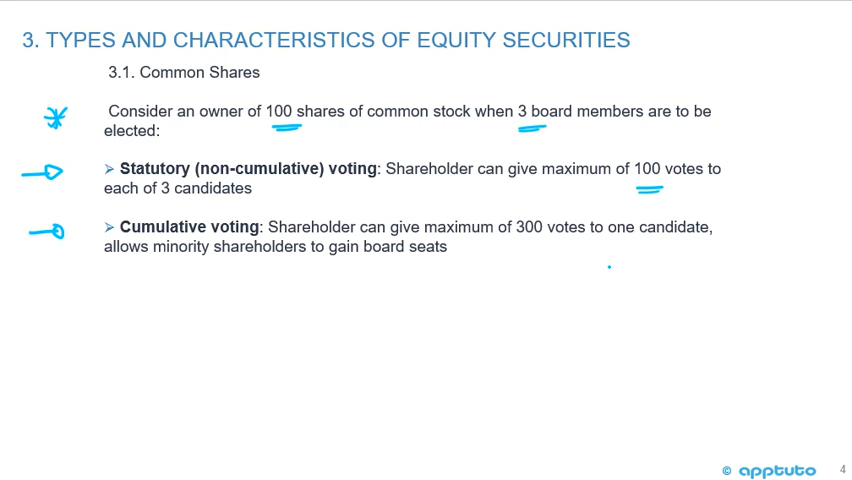 3. TYPES AND CHARACTERISTICS OF EQUITY SECURITIES
3.1. Common Shares
Consider an owner of 100 shares of common stock when 3 board members are to be
elected:
➢ Statutory (non-cumulative) voting: Shareholder can give maximum of 100 votes to
each of 3 candidates
➢ Cumulative voting: Shareholder can give maximum of 300 votes to one candidate,
allows minority shareholders to gain board seats
© apptuto 4